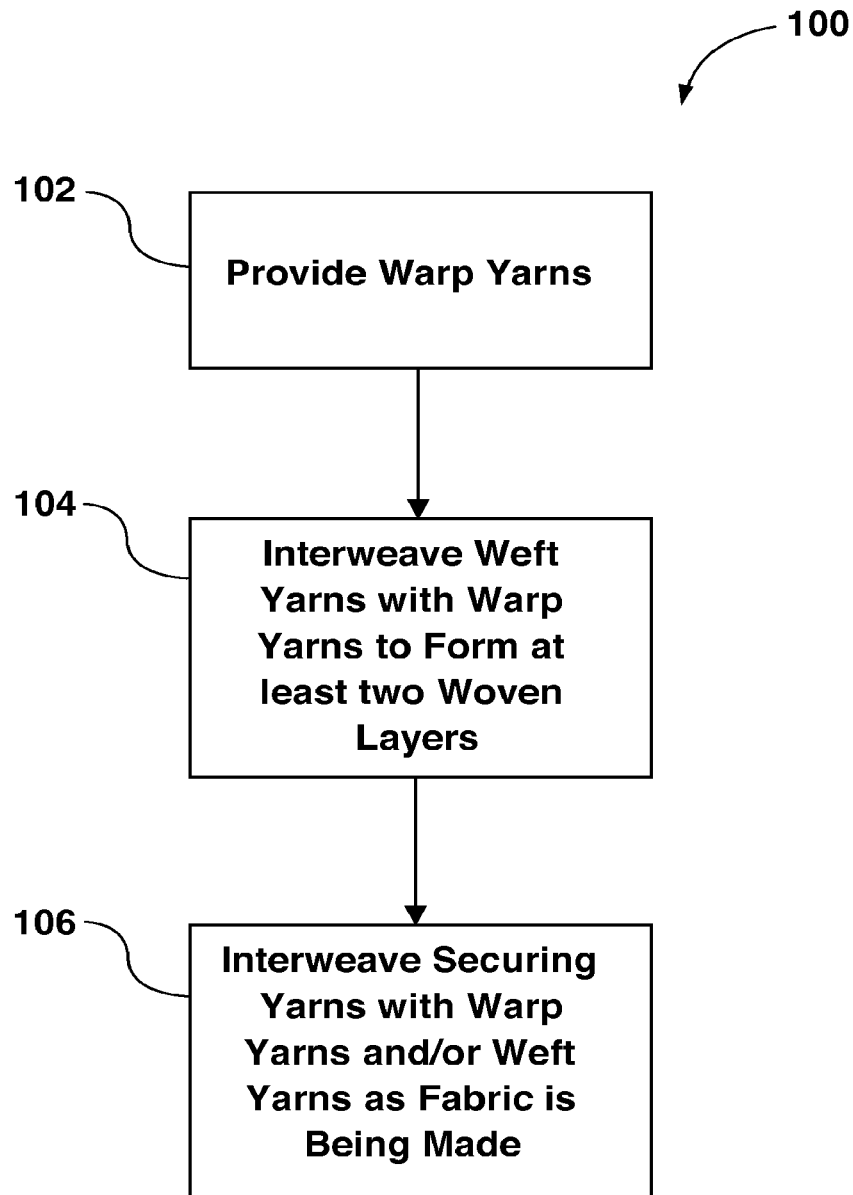 100
102
Provide Warp Yarns
104
Interweave Weft
Yarns with Warp
Yarns to Form at
least two Woven
Layers
106
Interweave Securing
Yarns with Warp
Yarns and/or Weft
Yarns as Fabric is
Being Made